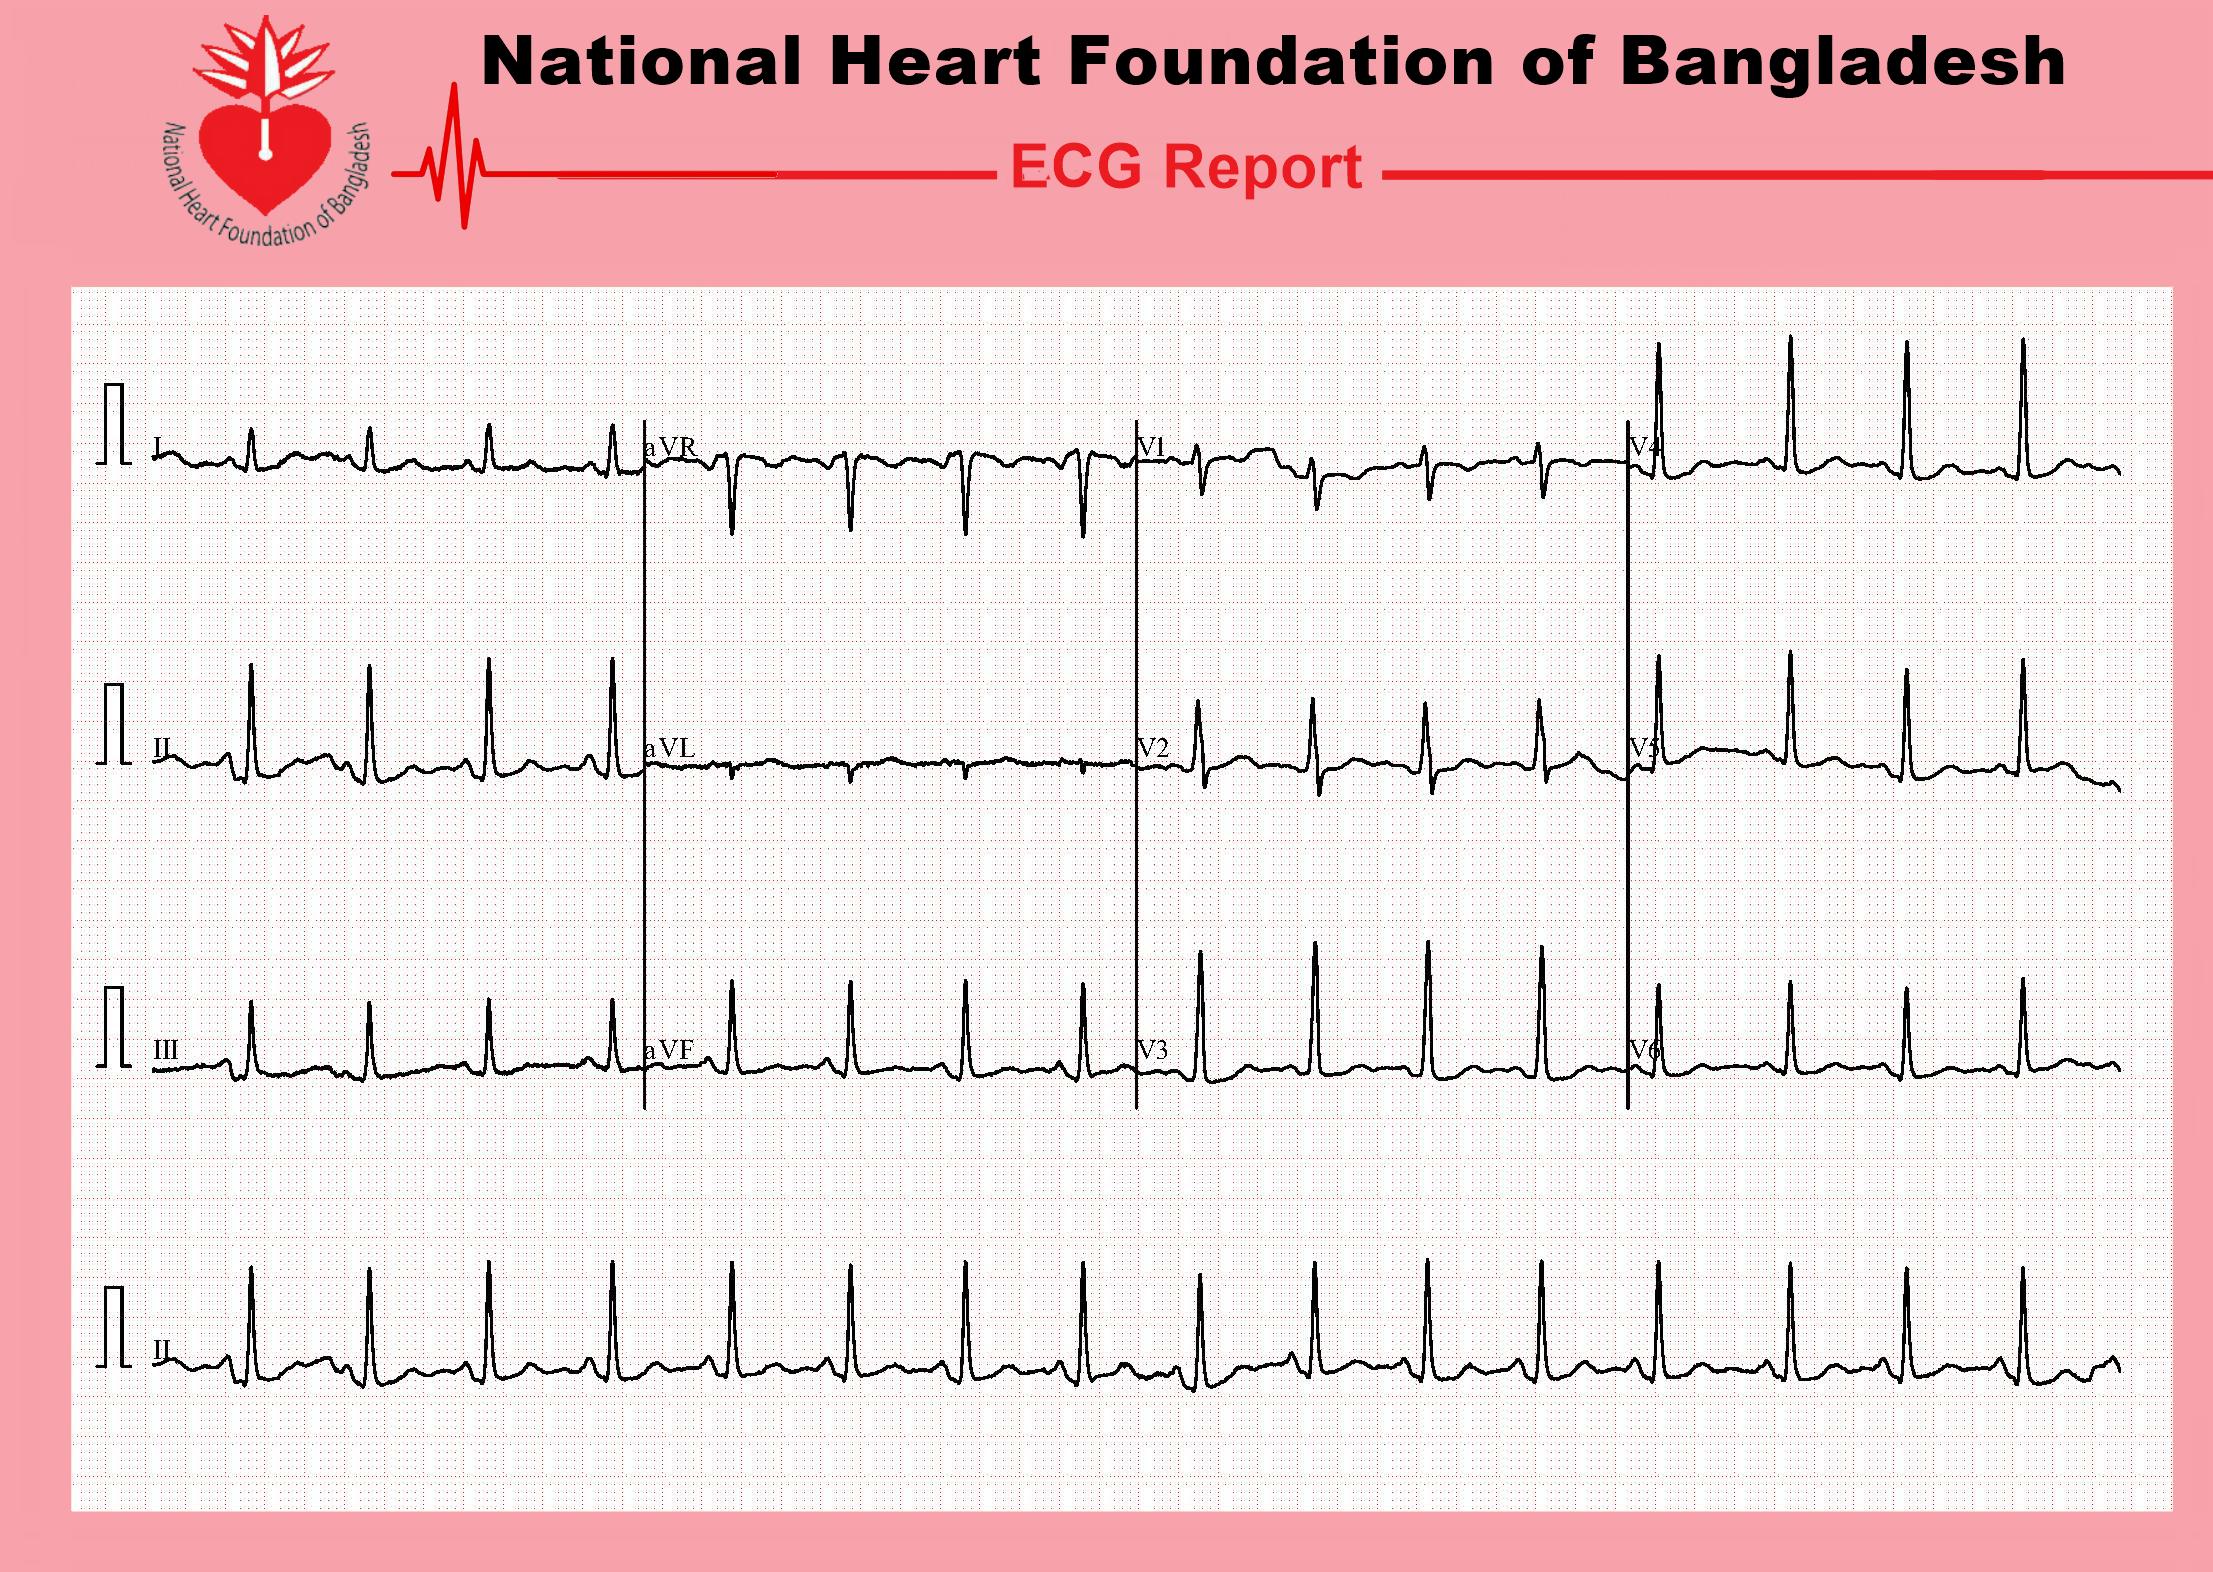 National Heart Foundation of Bangladesh
National Heart Foundation of Bangladesh
ECG Report
I
aVR
V1
V4
II
aVL
V2
V5
III
aVF
V3
V6
II